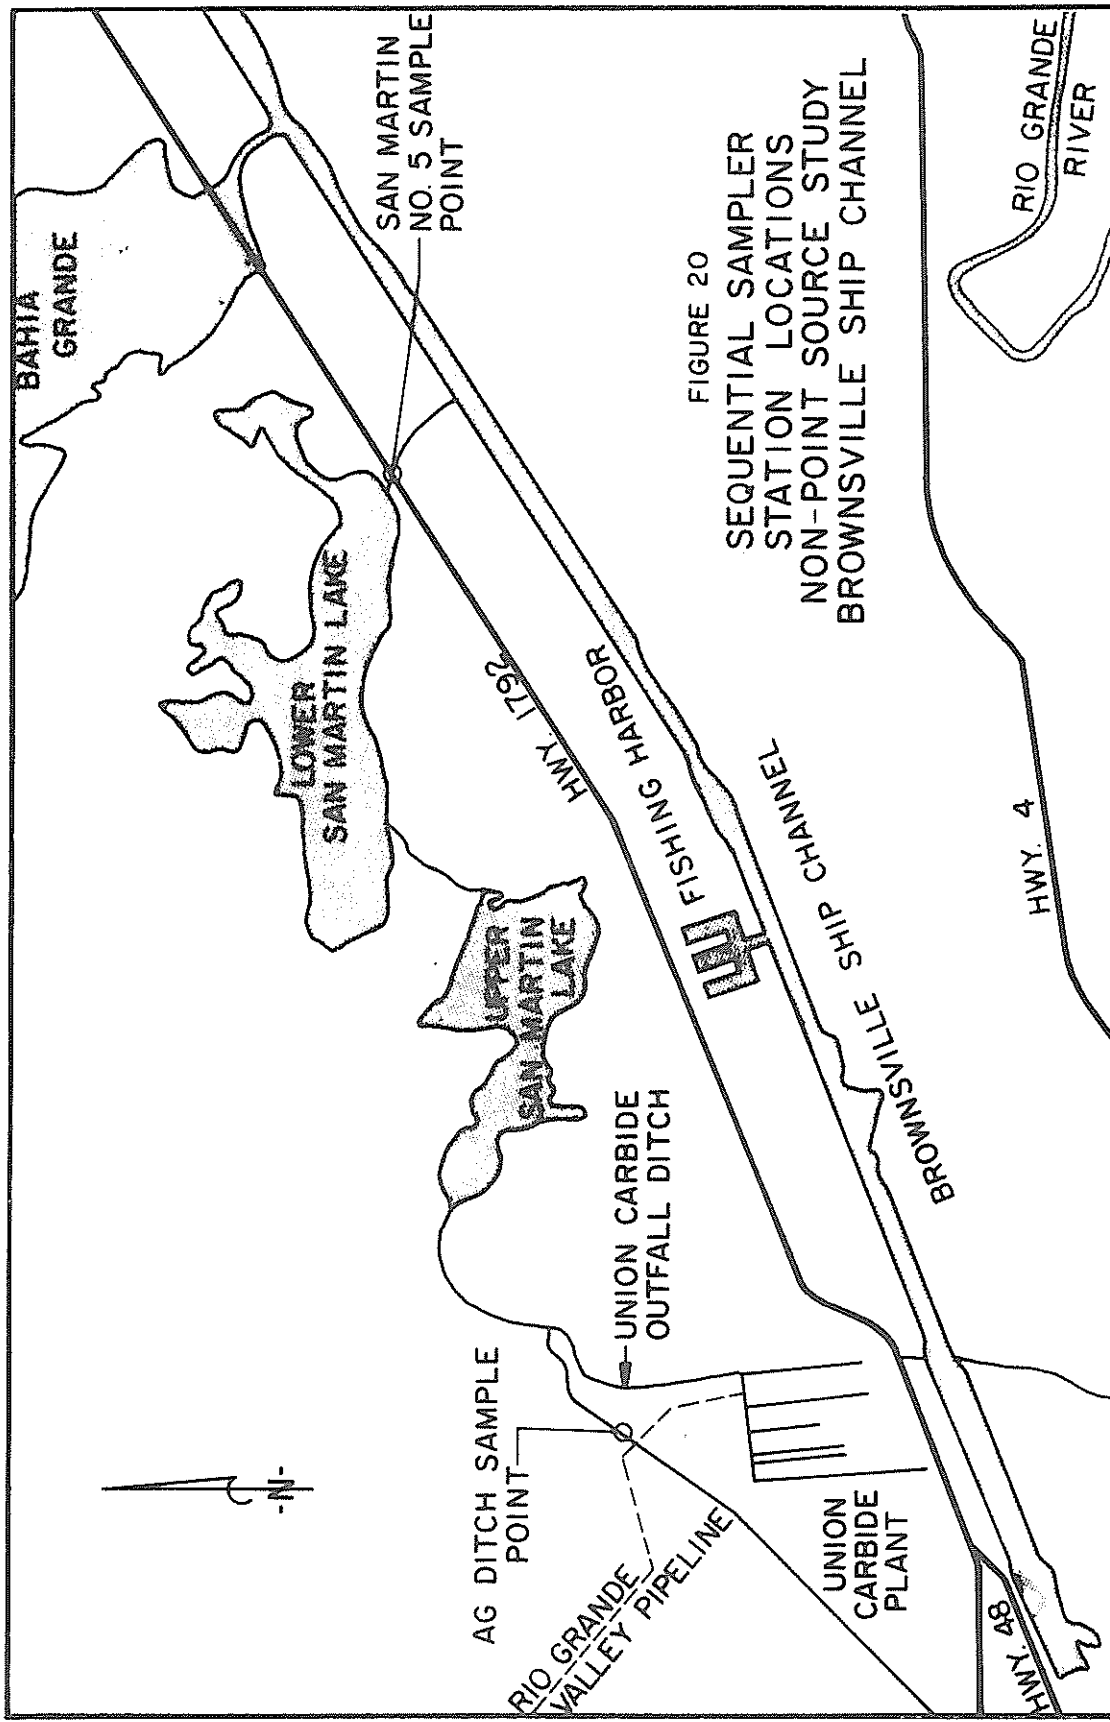 BAHIA
GRANDE
SAN MARTIN
NO. 5 SAMPLE
POINT
LOWER
SAN MARTIN LAKE
UPPER
SAN MARTIN
LAKE
HWY. 1792
FISHING HARBOR
BROWNSVILLE SHIP CHANNEL
UNION CARBIDE
OUTFALL DITCH
AG DITCH SAMPLE
POINT
-N-
RIO GRANDE
VALLEY PIPELINE
UNION
CARBIDE
PLANT
HWY. 48
HWY. 4
RIO GRANDE
RIVER
FIGURE 20
SEQUENTIAL SAMPLER
STATION LOCATIONS
NON-POINT SOURCE STUDY
BROWNSVILLE SHIP CHANNEL